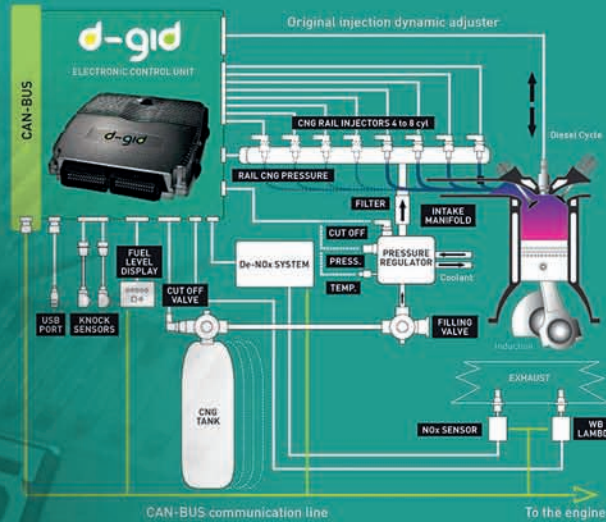 d-gid
Original injection dynamic adjuster
ELECTRONIC CONTROL UNIT
CAN-BUS
d-gid
CNG RAIL INJECTORS 4 to 8 cyl
Diesel Cycle
RAIL CNG PRESSURE
FILTER
INTAKE
MANIFOLD
CUT OFF
FUEL
LEVEL
DISPLAY
De-NOx SYSTEM
PRESS.
PRESSURE
REGULATOR
Coolant
CUT OFF
VALVE
TEMP.
USB
PORT
KNOCK
SENSORS
FILLING
VALVE
Induction
EXHAUST
CNG
TANK
NOx SENSOR
WB
LAMBD
CAN-BUS communication line
To the engine